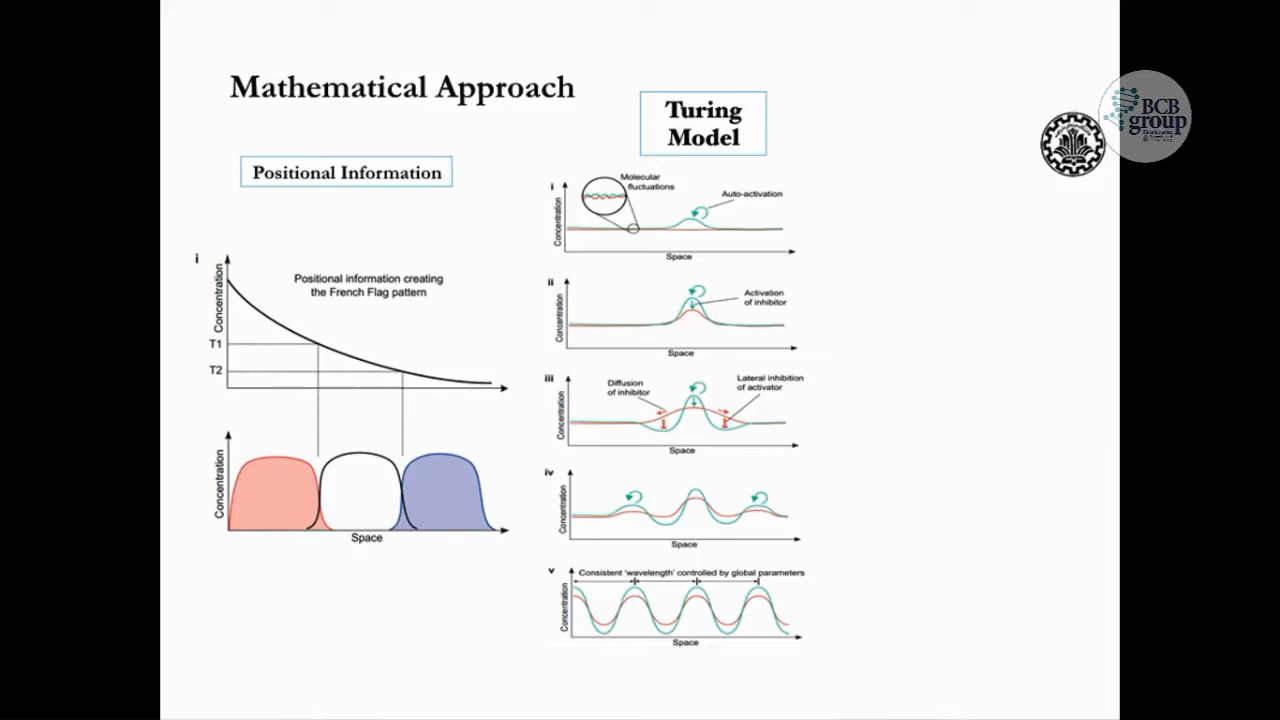 Mathematical Approach
Turing
Model
BCB
group
Positional Information
i
Concentration
Positional information creating
the French Flag pattern
T1
T2
Concentration
Space
i
Concentration
Molecular
fluctuations
Auto-activation
Space
ii
Concentration
Activation
of inhibitor
Space
iii
Concentration
Diffusion
of inhibitor
Lateral inhibition
of activator
Space
iv
Concentration
Space
v
Concentration
Consistent 'wavelength' controlled by global parameters
Space